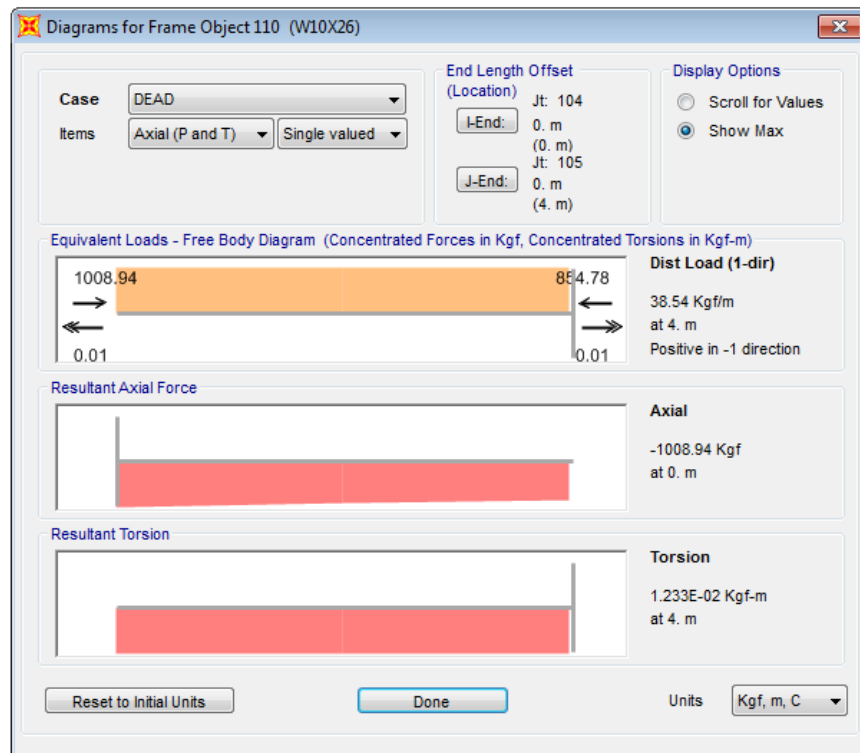 Diagrams for Frame Object 110 (W10X26)
Case DEAD
Items Axial (P and T) Single valued
End Length Offset
(Location)
I-End:
Jt: 104
0. m
(0. m)
J-End:
Jt: 105
0. m
(4. m)
Display Options
Scroll for Values
Show Max
Equivalent Loads - Free Body Diagram (Concentrated Forces in Kgf, Concentrated Torsions in Kgf-m)
1008.94 854.78
0.01 0.01
Dist Load (1-dir)
38.54 Kgf/m
at 4. m
Positive in -1 direction
Resultant Axial Force
Axial
-1008.94 Kgf
at 0. m
Resultant Torsion
Torsion
1.233E-02 Kgf-m
at 4. m
Reset to Initial Units Done Units Kgf, m, C